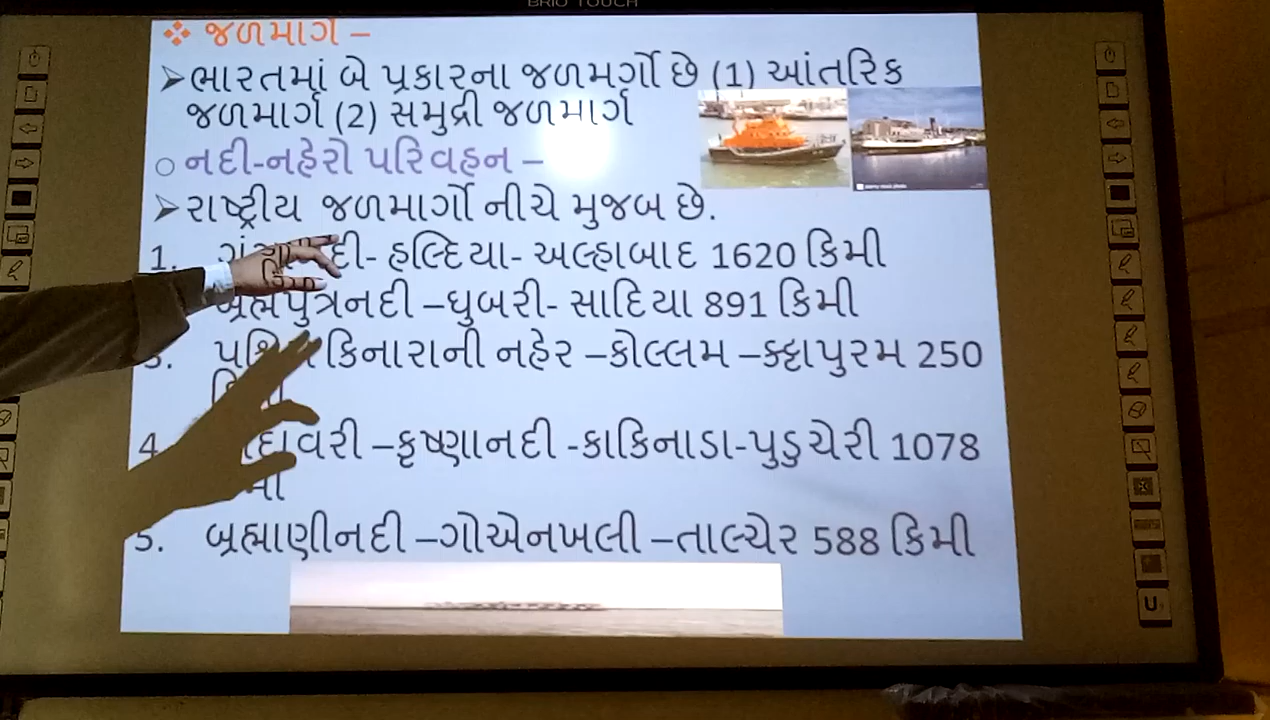 BRIO TOUCH
❖ જળમાર્ગ –
➢ભારતમાં બે પ્રકારના જળમર્ગો છે (1) આંતરિક
જળમાર્ગ (2) સમુદ્રી જળમાર્ગ
○ નદી-નહેરો પરિવહન –
➢રાષ્ટ્રીય જળમાર્ગો નીચે મુજબ છે.
1. હલ્દિયા- અલ્હાબાદ 1620 કિમી
બ્રહ્મપુત્રનદી –ધુબરી- સાદિયા 891 કિમી
3. કિનારાની નહેર –કોલ્લમ –ક્ટ્ટાપુરમ 250
4. –કૃષ્ણાનદી -કાકિનાડા-પુડુચેરી 1078
5. બ્રહ્માણીનદી –ગોએનખલી –તાલ્ચેર 588 કિમી